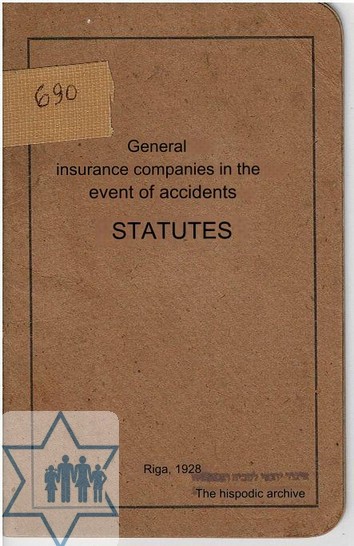 690
General
insurance companies in the
event of accidents
STATUTES
Riga, 1928
The hispodic archive